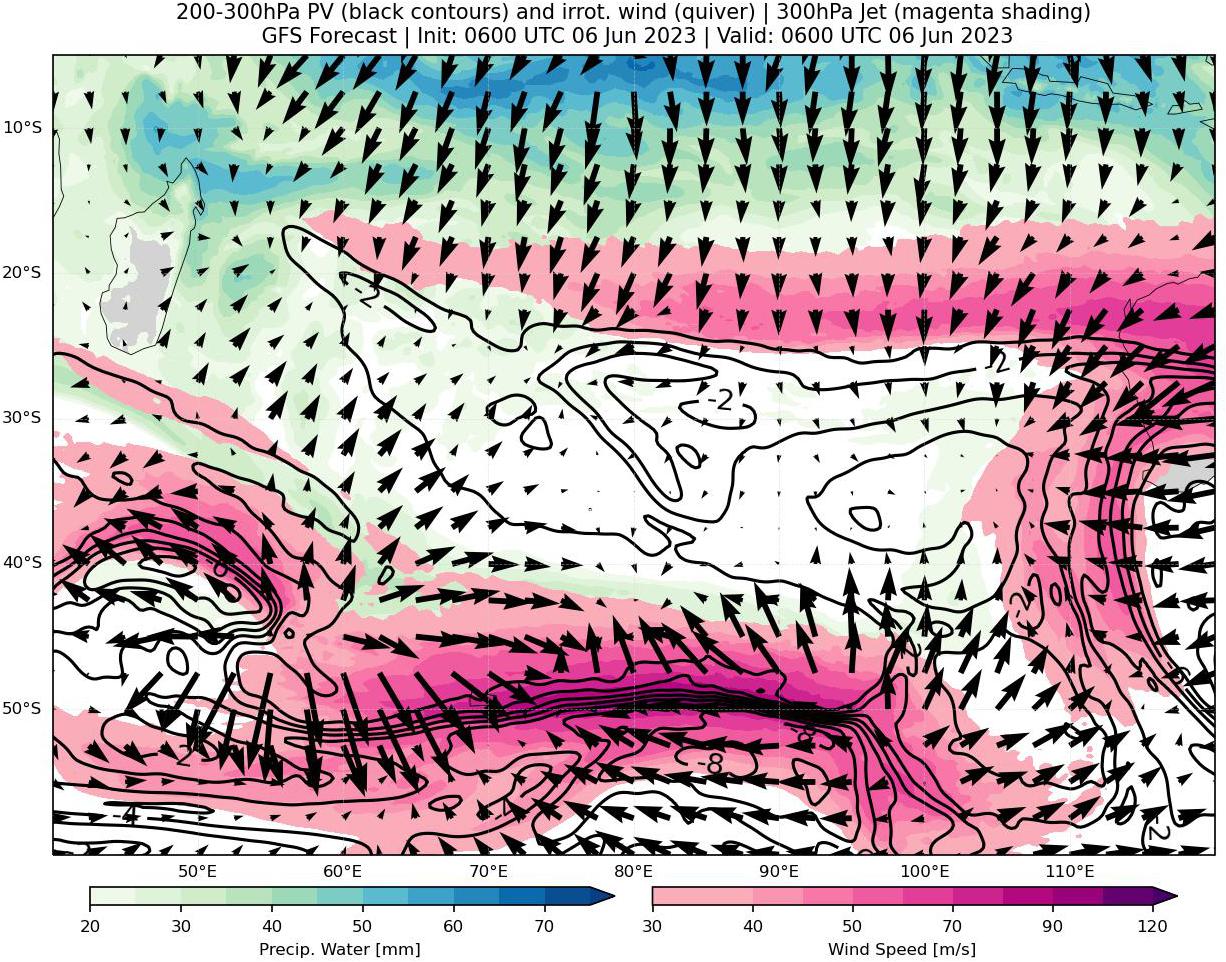 200-300hPa PV (black contours) and irrot. wind (quiver) | 300hPa Jet (magenta shading)
GFS Forecast | Init: 0600 UTC 06 Jun 2023 | Valid: 0600 UTC 06 Jun 2023
10°S
20°S
-2
-2
-2
30°S
40°S
-2
50°S
-8
-4
-2
50°E 60°E 70°E 80°E 90°E 100°E 110°E
20 30 40 50 60 70
30 40 50 70 90 120
Precip. Water [mm]
Wind Speed [m/s]